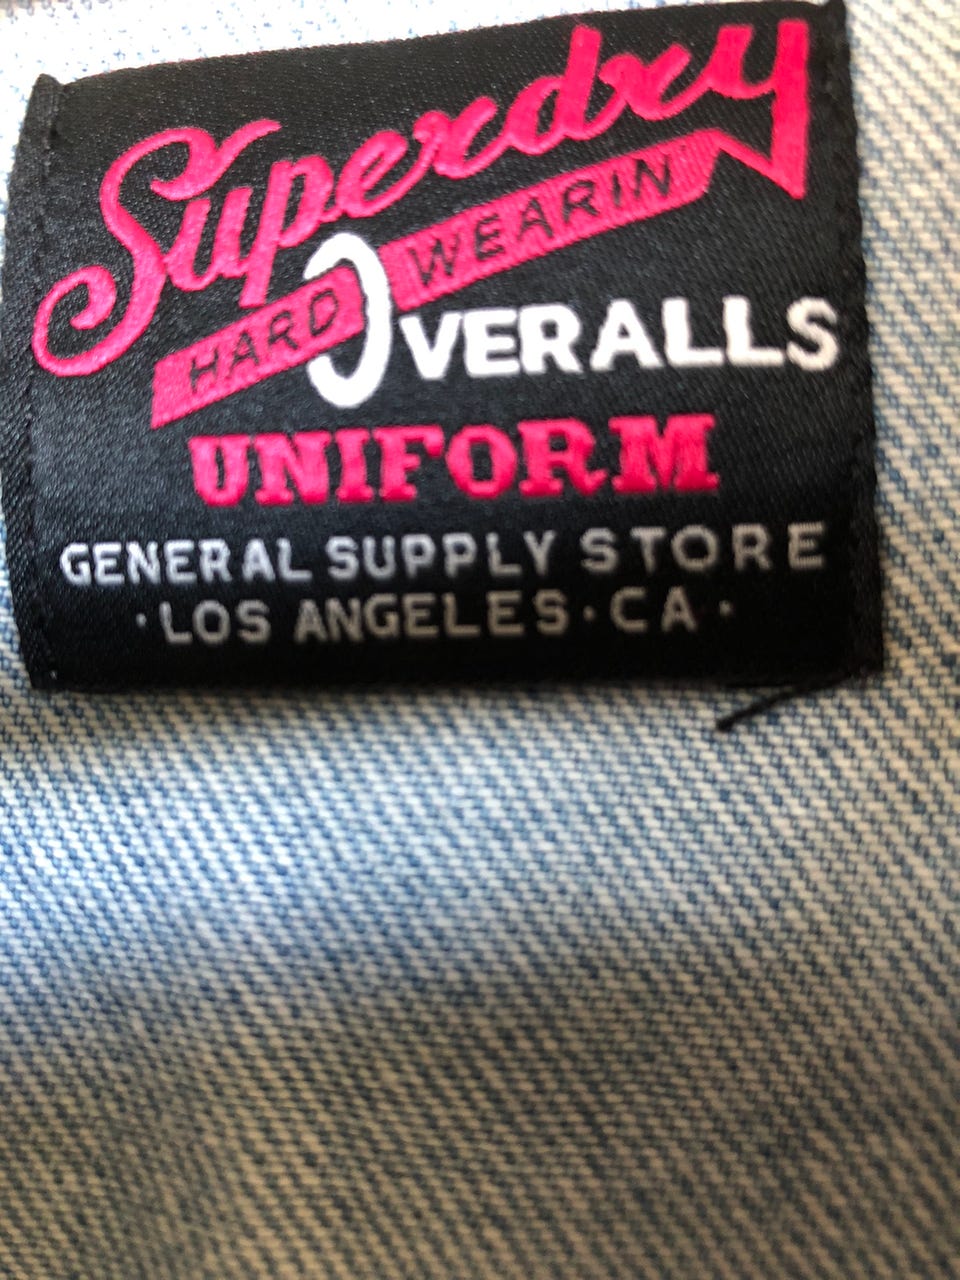 Superdry
HARD WEARIN
OVERALLS
UNIFORM
GENERAL SUPPLY STORE
· LOS ANGELES · CA ·